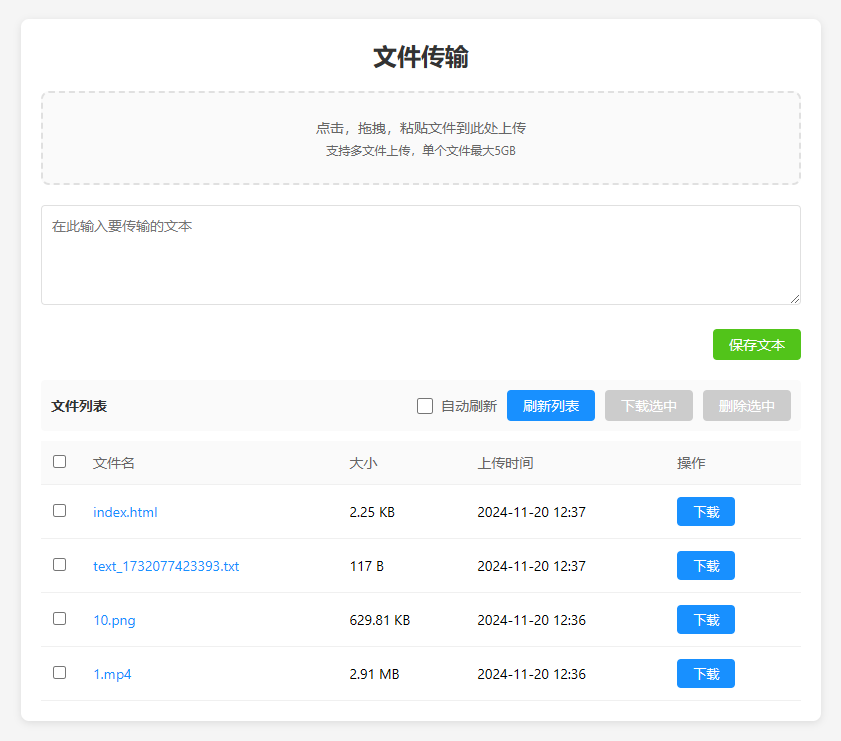 文件传输
点击，拖拽，粘贴文件到此处上传
支持多文件上传，单个文件最大5GB
在此输入要传输的文本
保存文本
文件列表 自动刷新 刷新列表 下载选中 删除选中
文件名 大小 上传时间 操作
index.html 2.25 KB 2024-11-20 12:37 下载
text_1732077423393.txt 117 B 2024-11-20 12:37 下载
10.png 629.81 KB 2024-11-20 12:36 下载
1.mp4 2.91 MB 2024-11-20 12:36 下载